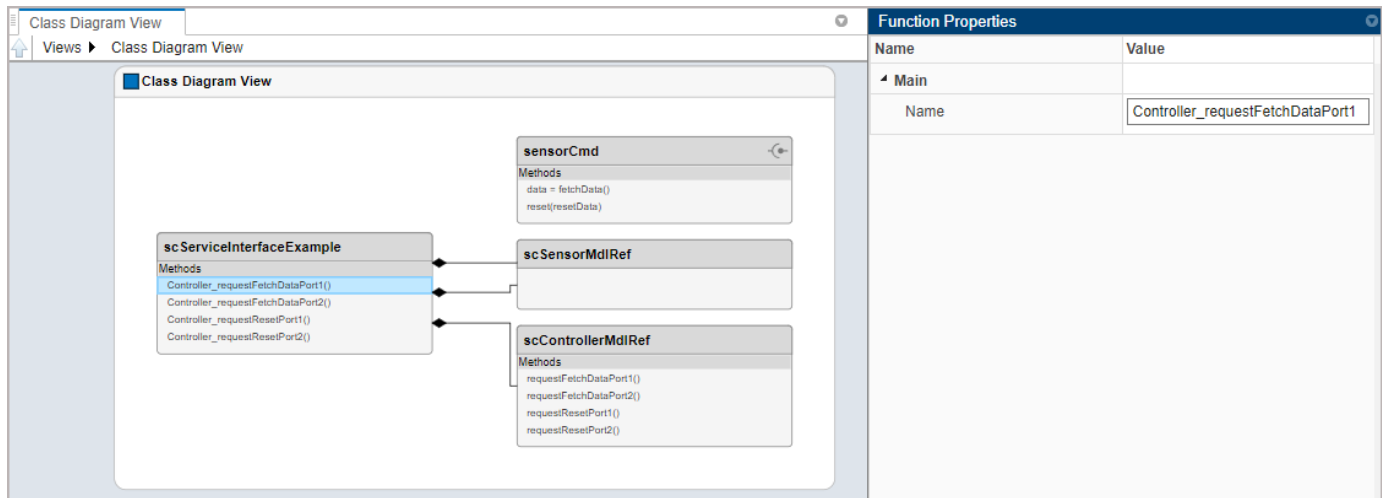 Class Diagram View
Views ▶ Class Diagram View
Class Diagram View
sensorCmd
Methods
data = fetchData()
reset(resetData)
scServiceInterfaceExample
Methods
Controller_requestFetchDataPort1()
Controller_requestFetchDataPort2()
Controller_requestResetPort1()
Controller_requestResetPort2()
scSensorMdlRef
scControllerMdlRef
Methods
requestFetchDataPort1()
requestFetchDataPort2()
requestResetPort1()
requestResetPort2()
Function Properties
Name Value
Main
Name Controller_requestFetchDataPort1